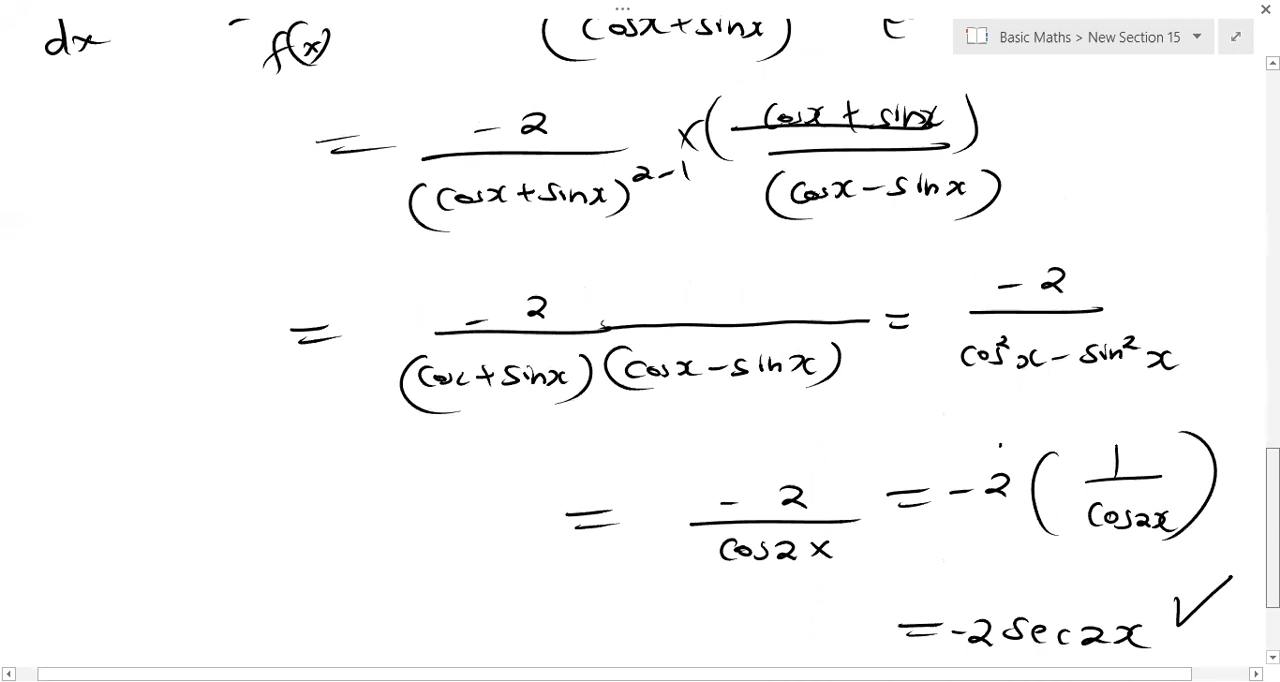 dx = f(x) (cosx+sinx)
Basic Maths > New Section 15
= -2/(cosx+sinx)^2-1 × (cosx+sinx/(cosx-sinx))
= -2/(cosx+sinx)(cosx-sinx) = -2/cos²x-sin²x
= -2/cos2x = -2(1/cos2x)
= -2sec2x ✓